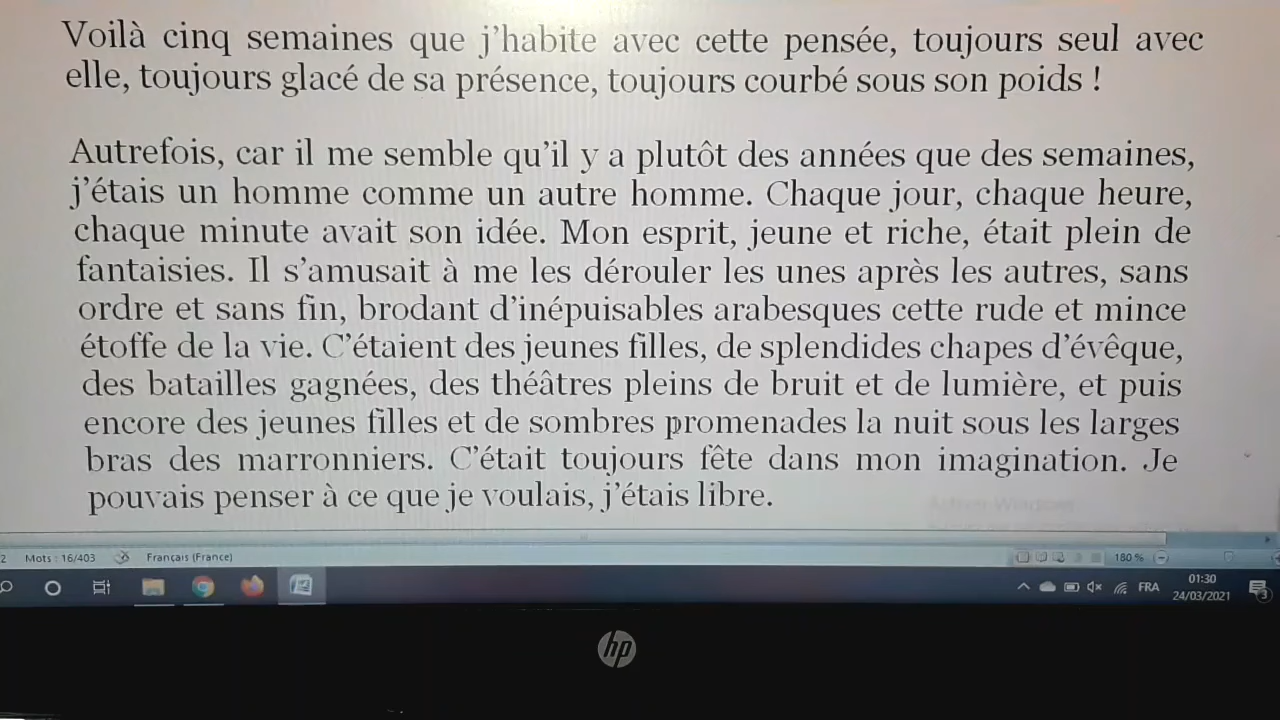 Voilà cinq semaines que j'habite avec cette pensée, toujours seul avec
elle, toujours glacé de sa présence, toujours courbé sous son poids !
Autrefois, car il me semble qu'il y a plutôt des années que des semaines,
j'étais un homme comme un autre homme. Chaque jour, chaque heure,
chaque minute avait son idée. Mon esprit, jeune et riche, était plein de
fantaisies. Il s'amusait à me les dérouler les unes après les autres, sans
ordre et sans fin, brodant d'inépuisables arabesques cette rude et mince
étoffe de la vie. C'étaient des jeunes filles, de splendides chapes d'évêque,
des batailles gagnées, des théâtres pleins de bruit et de lumière, et puis
encore des jeunes filles et de sombres promenades la nuit sous les larges
bras des marronniers. C'était toujours fête dans mon imagination. Je
pouvais penser à ce que je voulais, j'étais libre.
2 Mots : 16/403 Français (France) 180 %
FRA 01:30
24/03/2021 3
hp